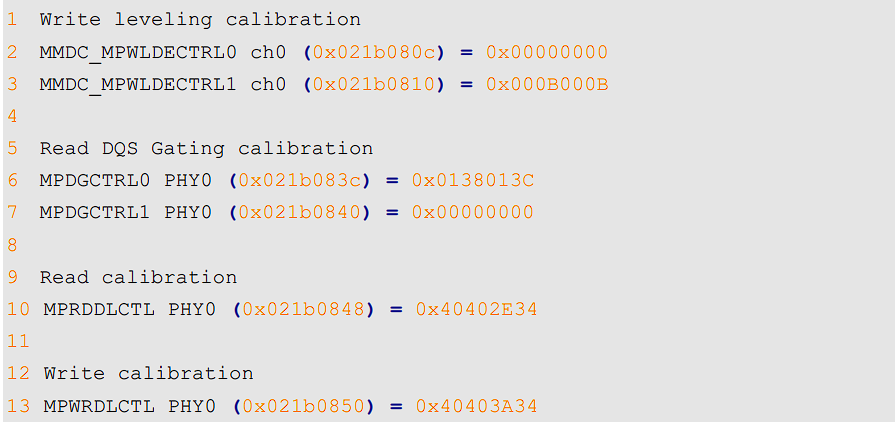 1 Write leveling calibration
2 MMDC_MPWLDECTRL0 ch0 (0x021b080c) = 0x00000000
3 MMDC_MPWLDECTRL1 ch0 (0x021b0810) = 0x000B000B
4
5 Read DQS Gating calibration
6 MPDGCTRL0 PHY0 (0x021b083c) = 0x0138013C
7 MPDGCTRL1 PHY0 (0x021b0840) = 0x00000000
8
9 Read calibration
10 MPRDDLCTL PHY0 (0x021b0848) = 0x40402E34
11
12 Write calibration
13 MPWRDLCTL PHY0 (0x021b0850) = 0x40403A34